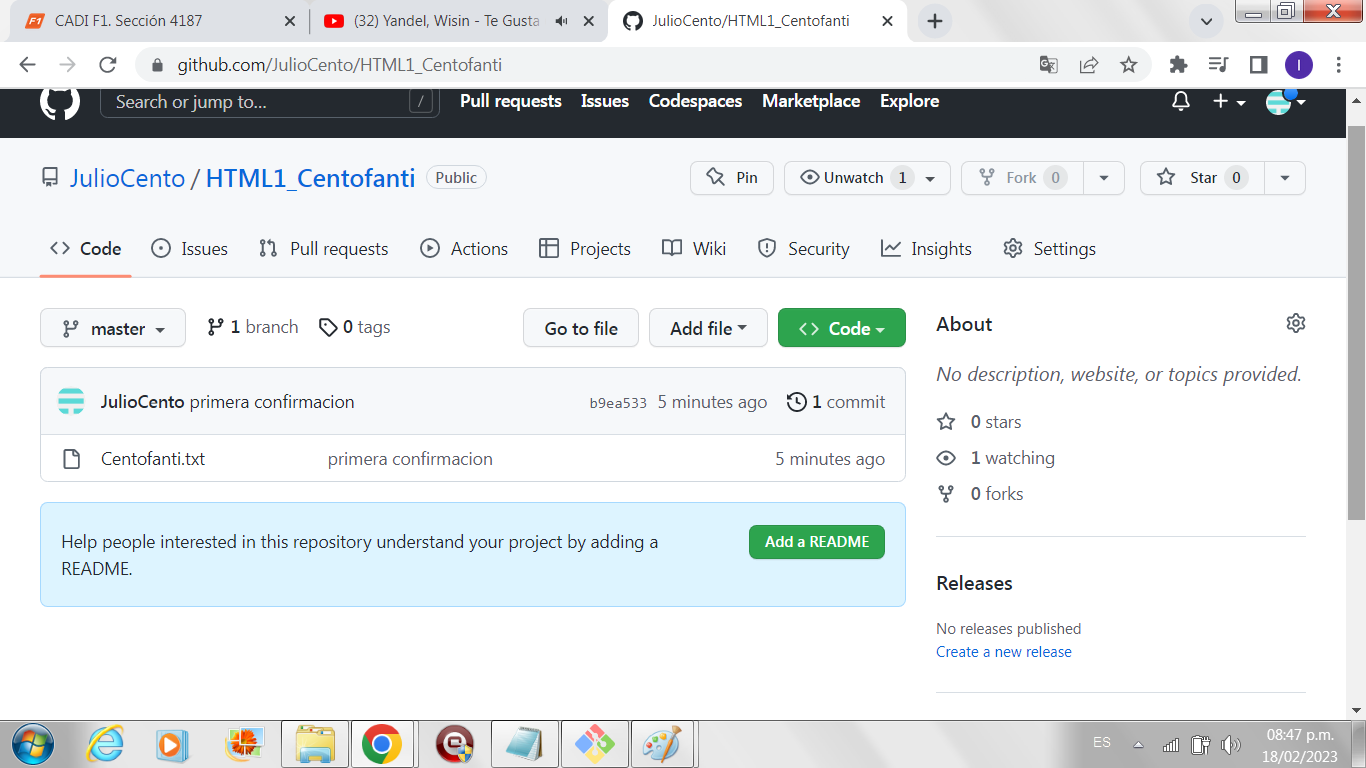 CADI F1. Sección 4187
(32) Yandel, Wisin - Te Gusta
JulioCento/HTML1_Centofanti
github.com/JulioCento/HTML1_Centofanti
I
Search or jump to...
/
Pull requests Issues Codespaces Marketplace Explore
JulioCento / HTML1_Centofanti Public
Pin
Unwatch 1
Fork 0
Star 0
Code Issues Pull requests Actions Projects Wiki Security Insights Settings
master 1 branch 0 tags Go to file Add file Code
JulioCento primera confirmacion b9ea533 5 minutes ago 1 commit
Centofanti.txt primera confirmacion 5 minutes ago
Help people interested in this repository understand your project by adding a
README.
Add a README
About
No description, website, or topics provided.
0 stars
1 watching
0 forks
Releases
No releases published
Create a new release
ES
08:47 p.m.
18/02/2023